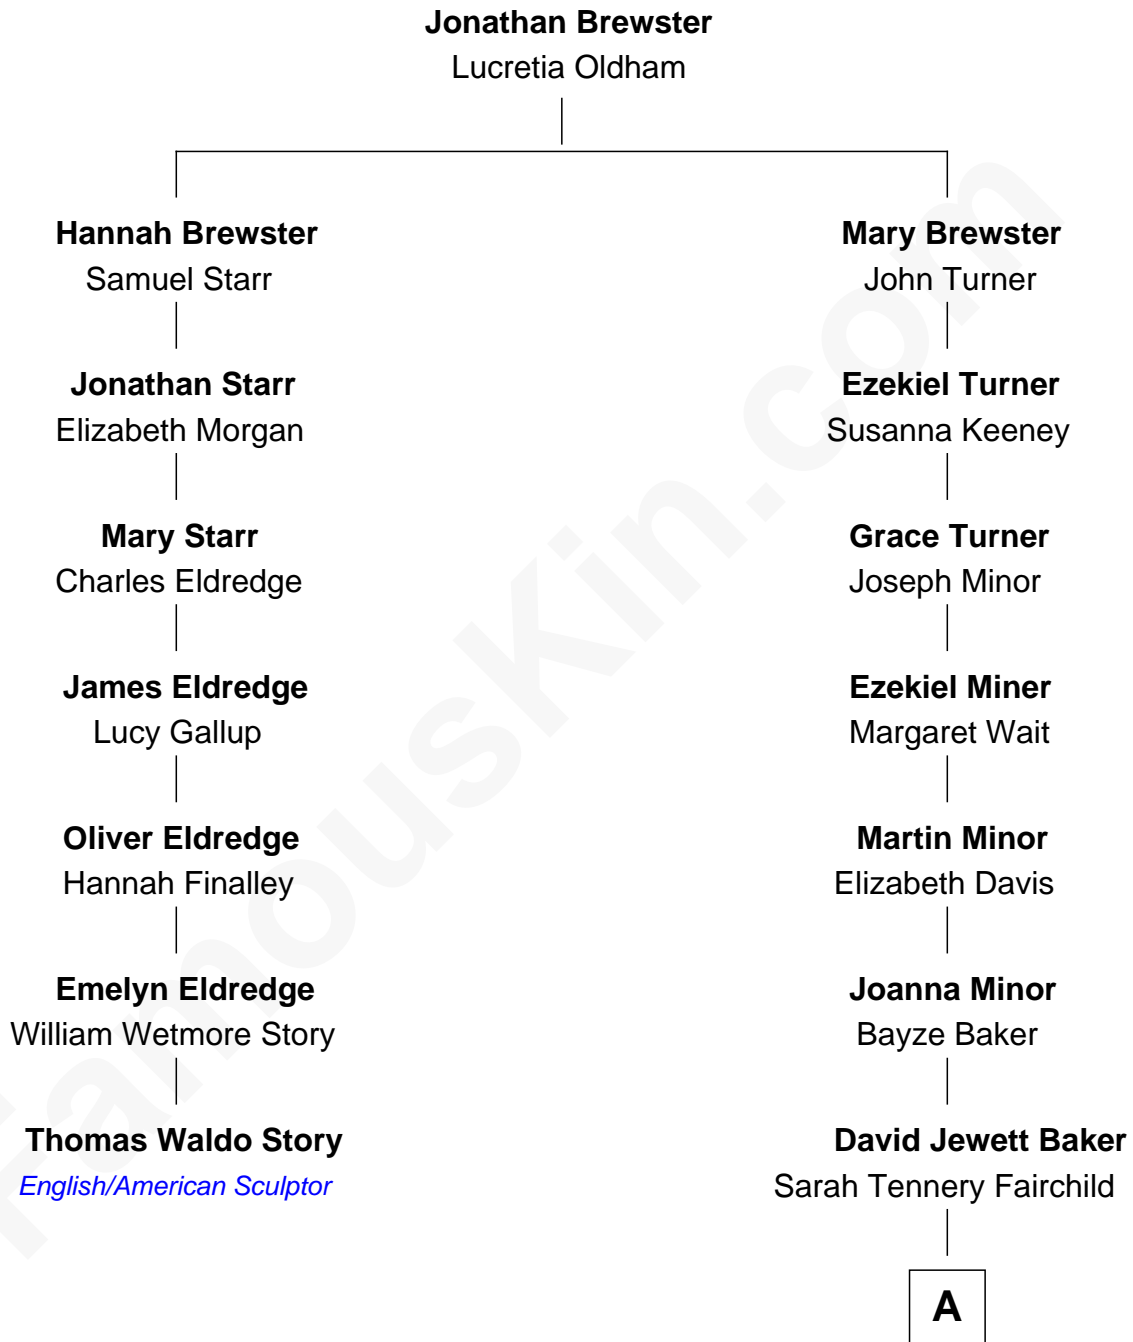 Jonathan Brewster
Lucretia Oldham
Hannah Brewster
Samuel Starr
Mary Brewster
John Turner
Jonathan Starr
Elizabeth Morgan
Ezekiel Turner
Susanna Keeney
Mary Starr
Charles Eldredge
Grace Turner
Joseph Minor
James Eldredge
Lucy Gallup
Ezekiel Miner
Margaret Wait
Oliver Eldredge
Hannah Finalley
Martin Minor
Elizabeth Davis
Emelyn Eldredge
William Wetmore Story
Joanna Minor
Bayze Baker
Thomas Waldo Story
English/American Sculptor
David Jewett Baker
Sarah Tennery Fairchild
A
FamousKin.com